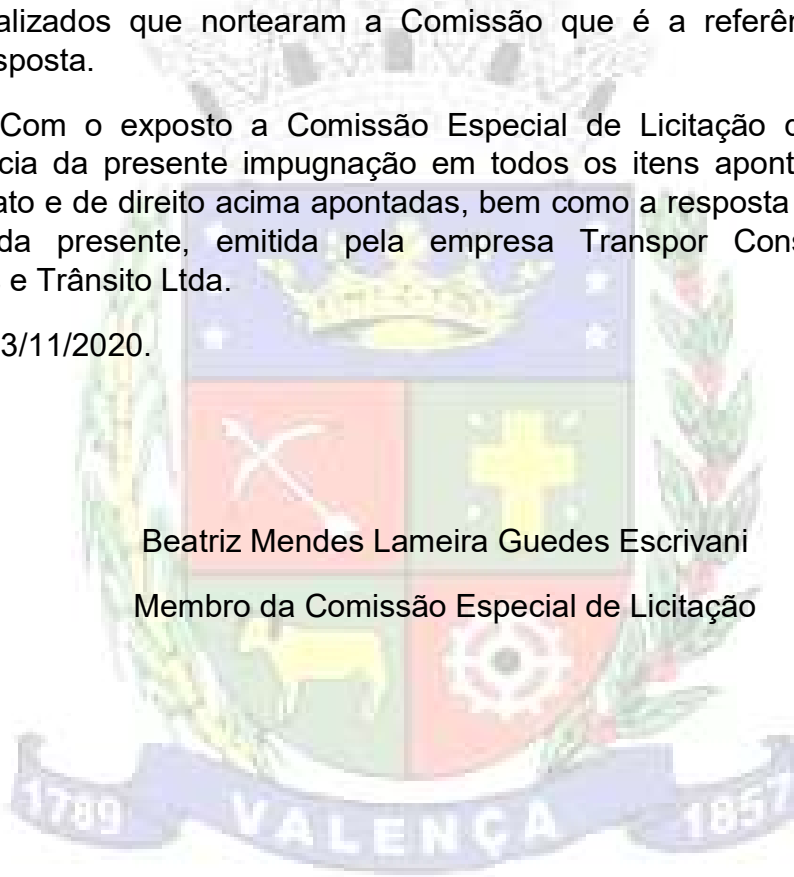 alizados que nortearam a Comissão que é a referên
sposta.
Com o exposto a Comissão Especial de Licitação c
cia da presente impugnação em todos os itens apont
ato e de direito acima apontadas, bem como a resposta
da presente, emitida pela empresa Transpor Cons
e Trânsito Ltda.
3/11/2020.
Beatriz Mendes Lameira Guedes Escrivani
Membro da Comissão Especial de Licitação
1789 VALENÇA 1857